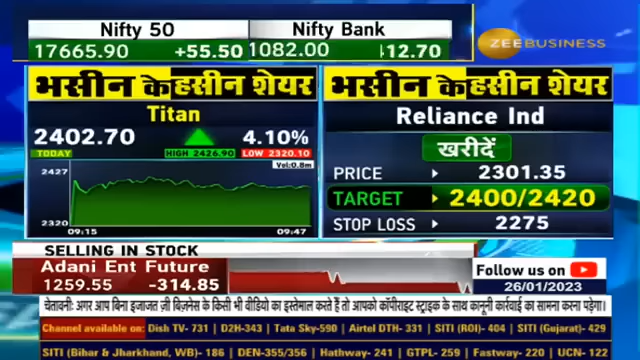 Nifty 50
17665.90 +55.50
Nifty Bank
1082.00 412.70
ZEE BUSINESS
भसीन के हसीन शेयर
Titan
2402.70 4.10%
TODAY HIGH 2426.90 LOW 2320.10
Vol:0.8m
2427
2320
09:15 09:47
भसीन के हसीन शेयर
Reliance Ind
खरीदें
PRICE 2301.35
TARGET 2400/2420
STOP LOSS 2275
SELLING IN STOCK
Adani Ent Future
1259.55 -314.85
Follow us on
26/01/2023
चेतावनी: अगर आप बिना इजाजत ज़ी बिज़नेस के किसी भी वीडियो का इस्तेमाल करते हैं तो आपको कॉपीराइट स्ट्राइक के साथ कानूनी कार्रवाई का सामना करना पड़ेगा.
Channel available on: Dish TV- 731 | D2H-343 | Tata Sky-590 | Airtel DTH- 331 | SITI (ROI) - 404 | SITI (Gujarat)- 429
SITI (Bihar & Jharkhand, WB)- 186 | DEN-355/356 | Hathway- 241 | GTPL- 259 | Fastway- 220 | UCN- 122